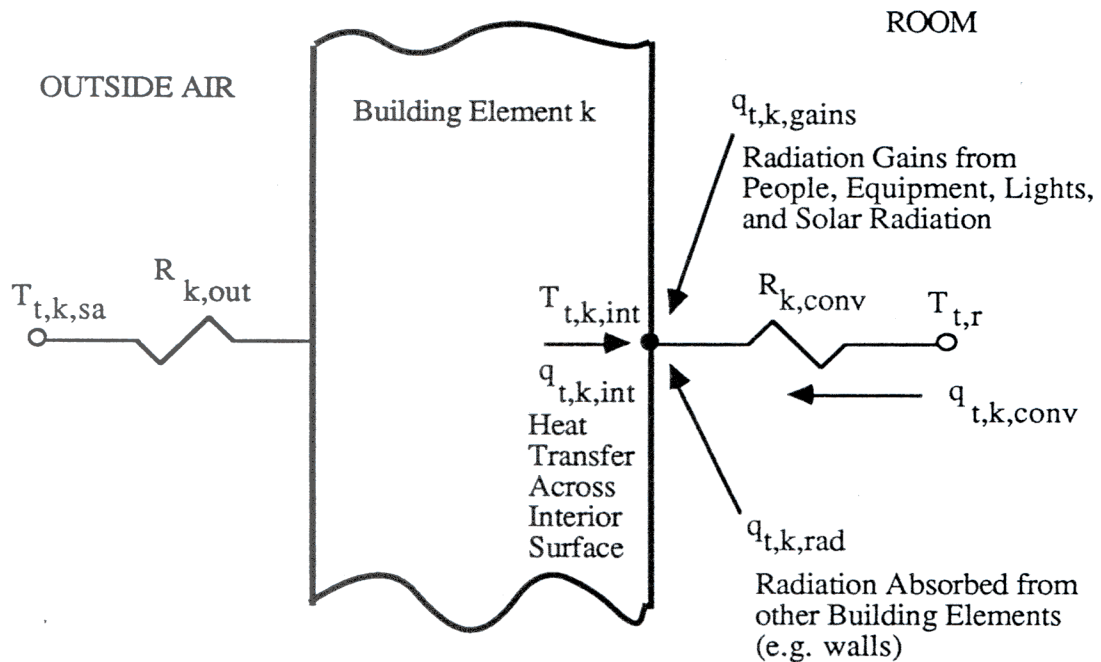 ROOM
OUTSIDE AIR
Building Element k
q t,k,gains
Radiation Gains from
People, Equipment, Lights,
and Solar Radiation
T t,k,sa
R k,out
T t,k,int
R k,conv
T t,r
q t,k,int
q t,k,conv
Heat
Transfer
Across
Interior
Surface
q t,k,rad
Radiation Absorbed from
other Building Elements
(e.g. walls)